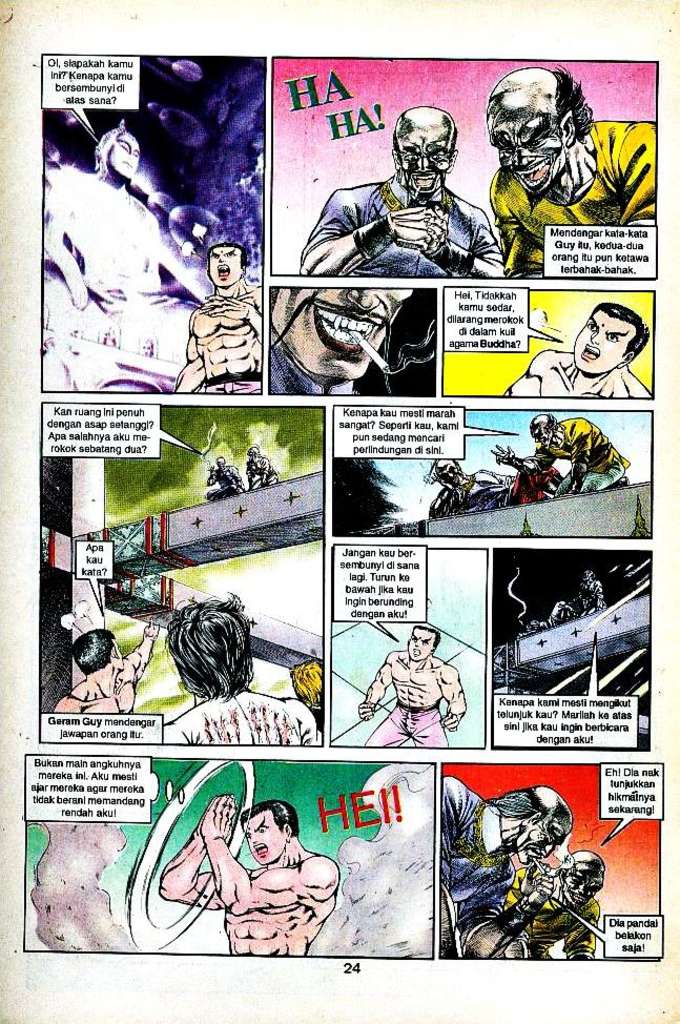 OI, siapakah kamu
ini? Kenapa kamu
bersembunyi di
atas sana?
HA
HA!
Mendengar kata-kata
Guy itu, kedua-dua
orang itu pun ketawa
terbahak-bahak.
Hei, Tidakkah
kamu sedar,
dilarang merokok
di dalam kuil
agama Buddha?
Kan ruang ini penuh
dengan asap setanggi?
Apa salahnya aku me-
rokok sebatang dua?
Apa
kau
kata?
Geram Guy mendengar
jawapan orang itu.
Kenapa kau mesti marah
sangat? Seperti kau, kami
pun sedang mencari
perlindungan di sini.
Jangan kau ber-
sembunyi di sana
lagi. Turun ke
bawah jika kau
ingin berunding
dengan aku!
Kenapa kami mesti mengikut
telunjuk kau? Marilah ke atas
sini jika kau ingin berbicara
dengan aku!
Bukan main angkuhnya
mereka ini. Aku mesti
ajar mereka agar mereka
tidak berani memandang
rendah aku!
HEI!
Eh! Dia nak
tunjukkan
hikmatnya
sekarang!
Dia pandai
belakon
saja!
24